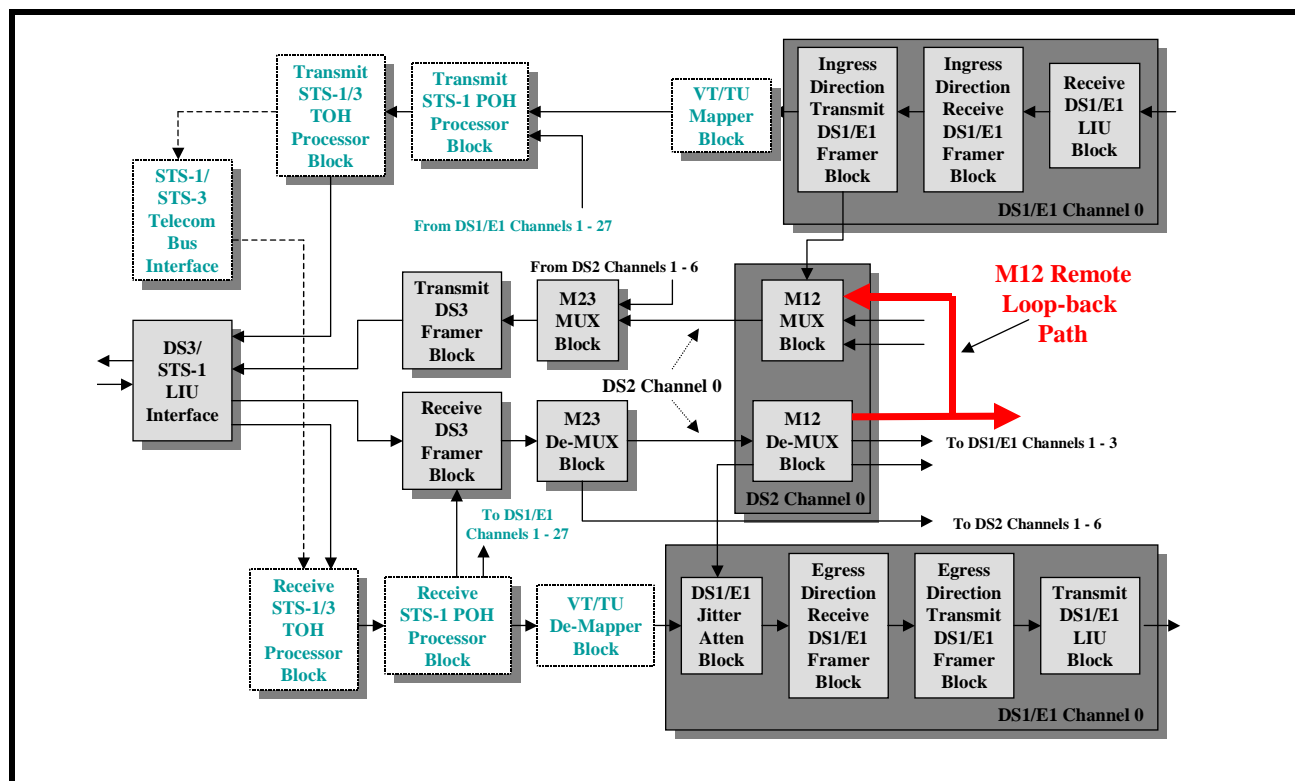 Transmit
STS-1/3
TOH
Processor
Block
Transmit
STS-1 POH
Processor
Block
VT/TU
Mapper
Block
Ingress
Direction
Transmit
DS1/E1
Framer
Block
Ingress
Direction
Receive
DS1/E1
Framer
Block
Receive
DS1/E1
LIU
Block
DS1/E1 Channel 0
STS-1/
STS-3
Telecom
Bus
Interface
From DS1/E1 Channels 1 - 27
From DS2 Channels 1 - 6
Transmit
DS3
Framer
Block
M23
MUX
Block
M12
MUX
Block
M12 Remote
Loop-back
Path
DS3/
STS-1
LIU
Interface
DS2 Channel 0
Receive
DS3
Framer
Block
M23
De-MUX
Block
M12
De-MUX
Block
To DS1/E1 Channels 1 - 3
DS2 Channel 0
To DS1/E1
Channels 1 - 27
To DS2 Channels 1 - 6
Receive
STS-1/3
TOH
Processor
Block
Receive
STS-1 POH
Processor
Block
VT/TU
De-Mapper
Block
DS1/E1
Jitter
Atten
Block
Egress
Direction
Receive
DS1/E1
Framer
Block
Egress
Direction
Transmit
DS1/E1
Framer
Block
Transmit
DS1/E1
LIU
Block
DS1/E1 Channel 0